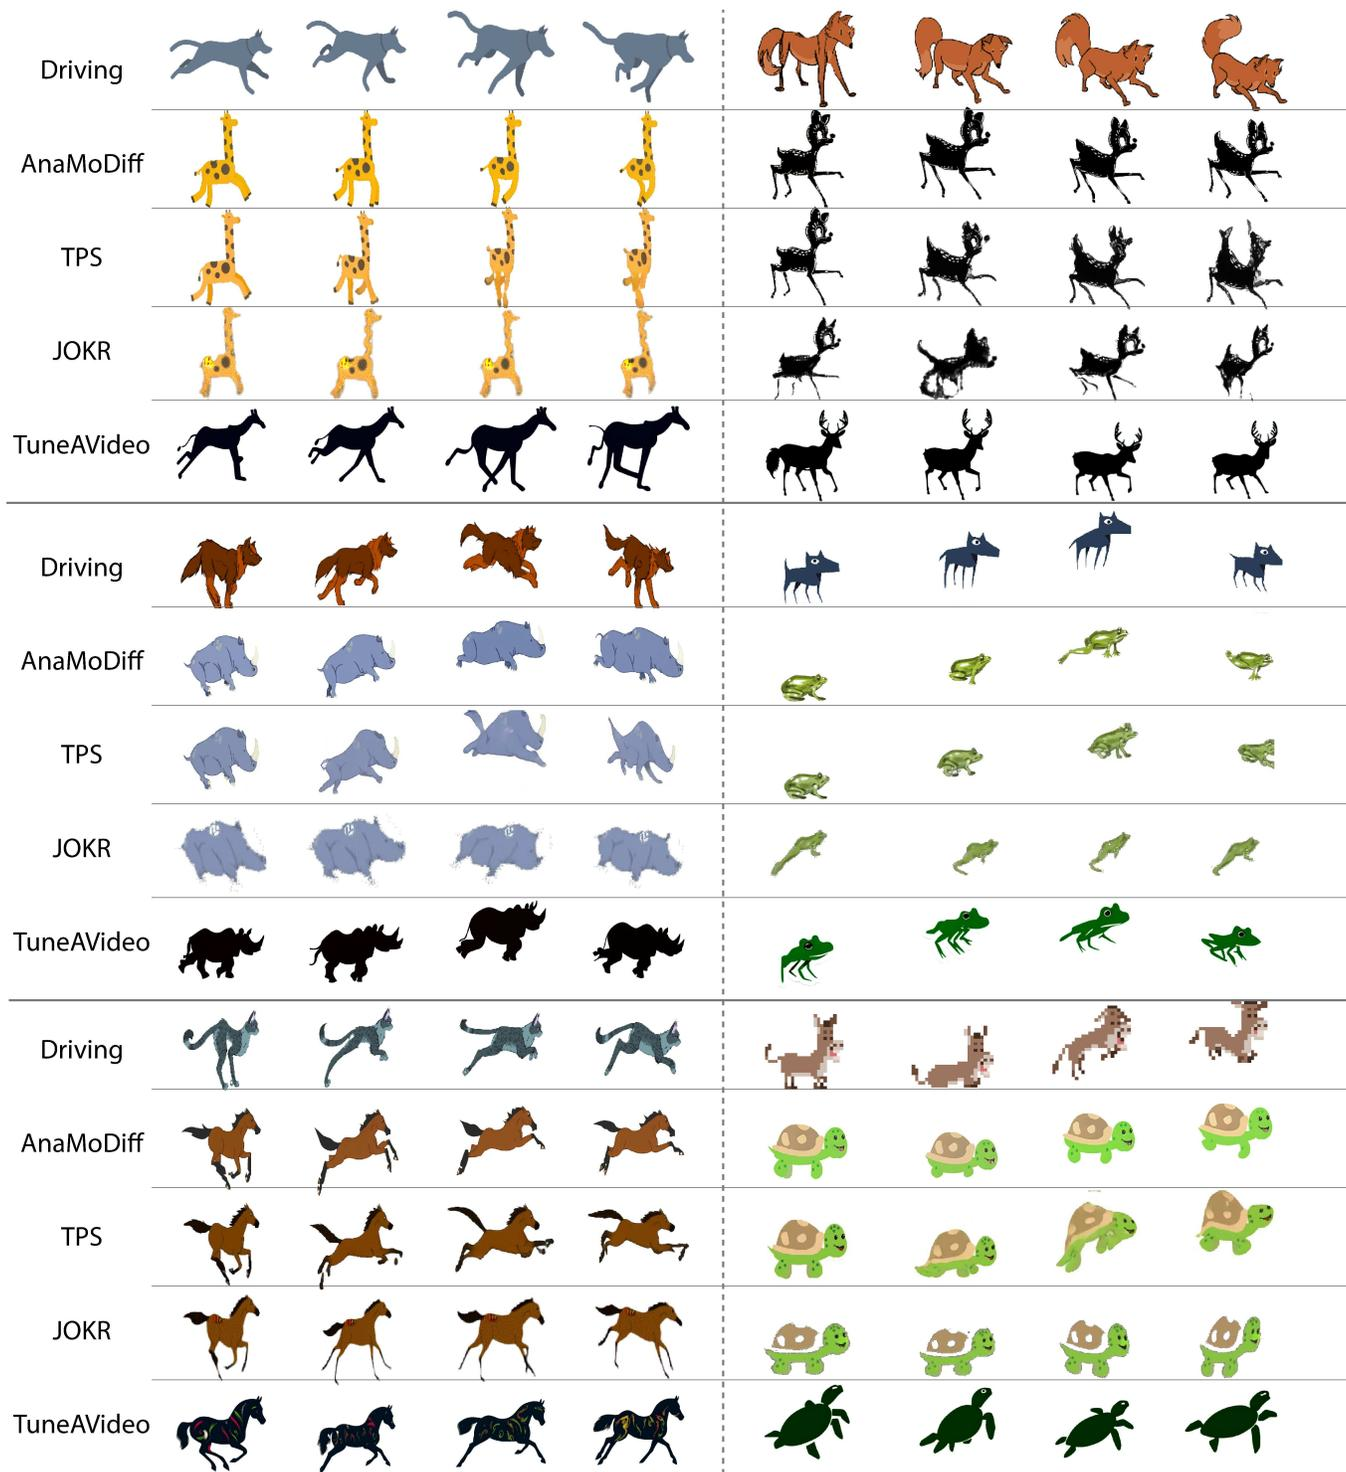 Driving
AnaMoDiff
TPS
JOKR
TuneAVideo
Driving
AnaMoDiff
TPS
JOKR
TuneAVideo
Driving
AnaMoDiff
TPS
JOKR
TuneAVideo